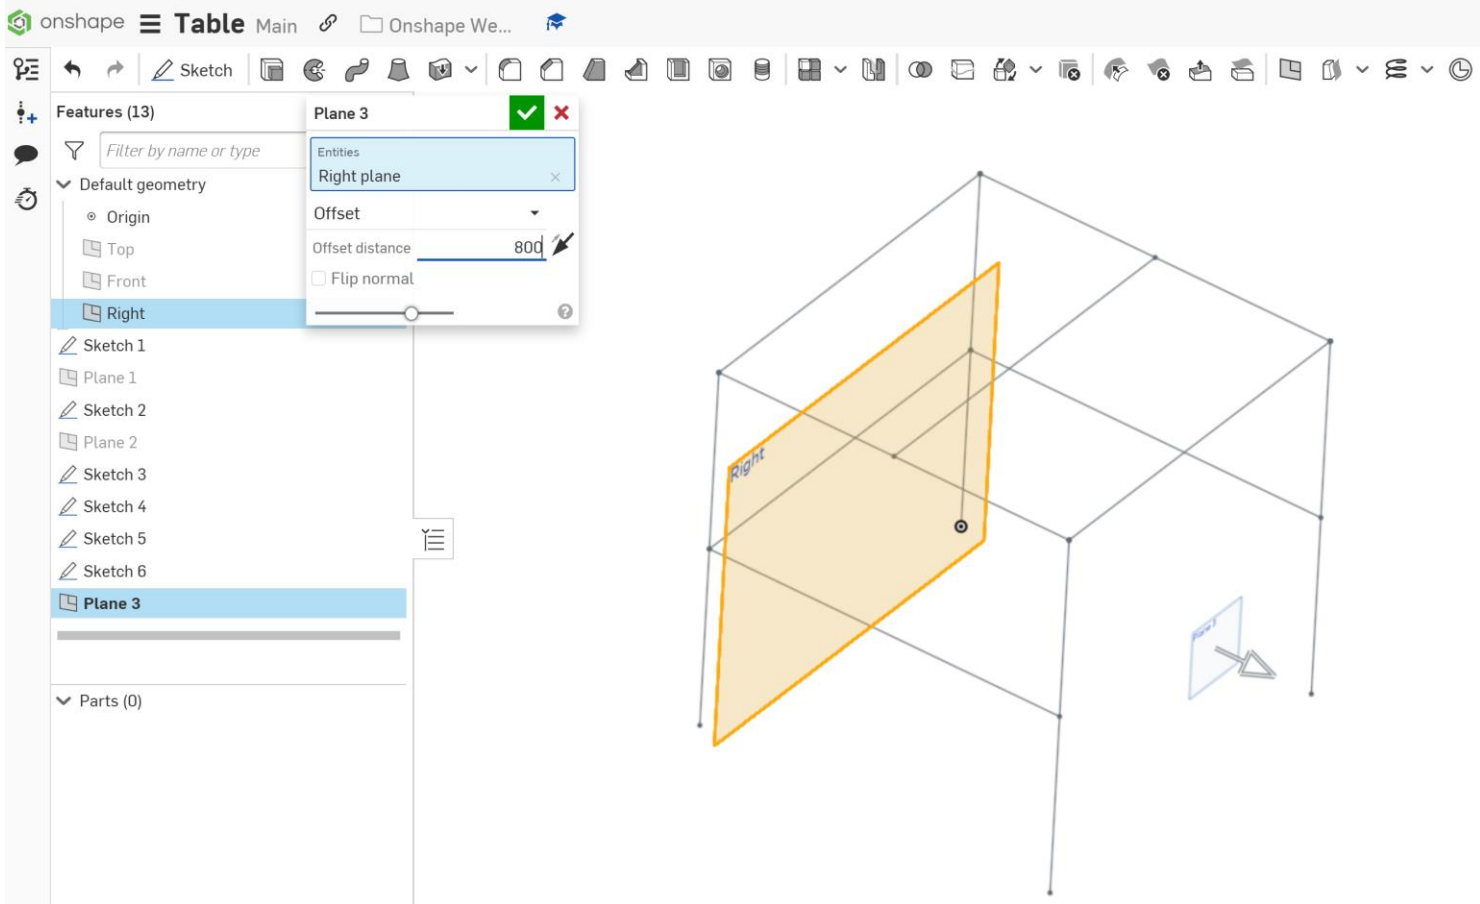 onshape Table Main Onshape We...
Sketch
Features (13)
Filter by name or type
Default geometry
Origin
Top
Front
Right
Sketch 1
Plane 1
Sketch 2
Plane 2
Sketch 3
Sketch 4
Sketch 5
Sketch 6
Plane 3
Parts (0)
Plane 3
Entities
Right plane
Offset
Offset distance 800
Flip normal
Right